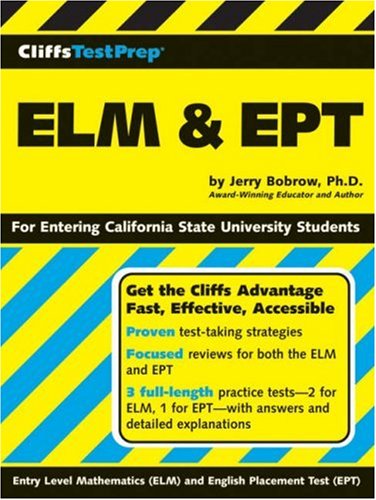 CliffsTestPrep®
ELM & EPT
by Jerry Bobrow, Ph.D.
Award-Winning Educator and Author
For Entering California State University Students
Get the Cliffs Advantage
Fast, Effective, Accessible
Proven test-taking strategies
Focused reviews for both the ELM
and EPT
3 full-length practice tests—2 for
ELM, 1 for EPT—with answers and
detailed explanations
Entry Level Mathematics (ELM) and English Placement Test (EPT)